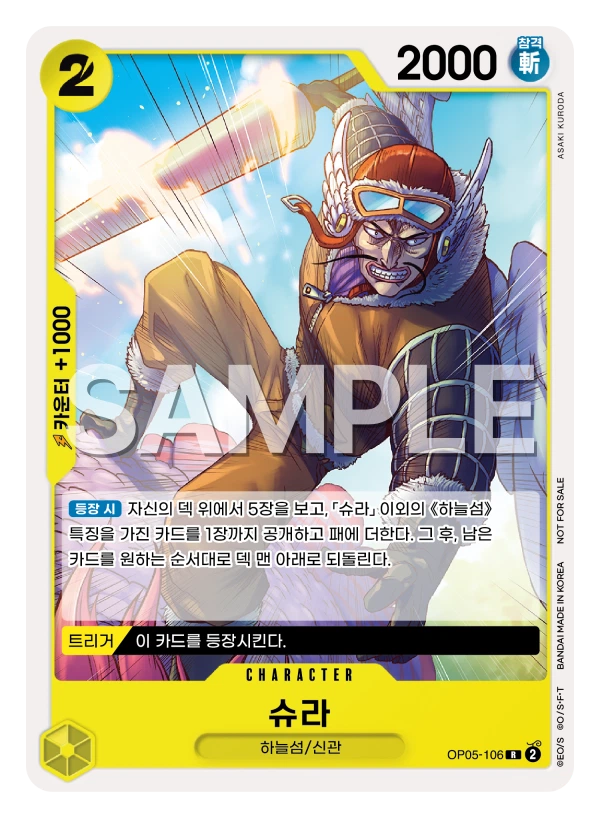 2
2000
참격
斬
ASAKI KURODA
카운터 +1000
SAMPLE
등장 시 자신의 덱 위에서 5장을 보고, 「슈라」 이외의 《하늘섬》
특징을 가진 카드를 1장까지 공개하고 패에 더한다. 그 후, 남은
카드를 원하는 순서대로 덱 맨 아래로 되돌린다.
트리거 이 카드를 등장시킨다.
CHARACTER
슈라
하늘섬/신관
OP05-106 R 2
©EO/S ©O/S·F·T BANDAI MADE IN KOREA NOT FOR SALE